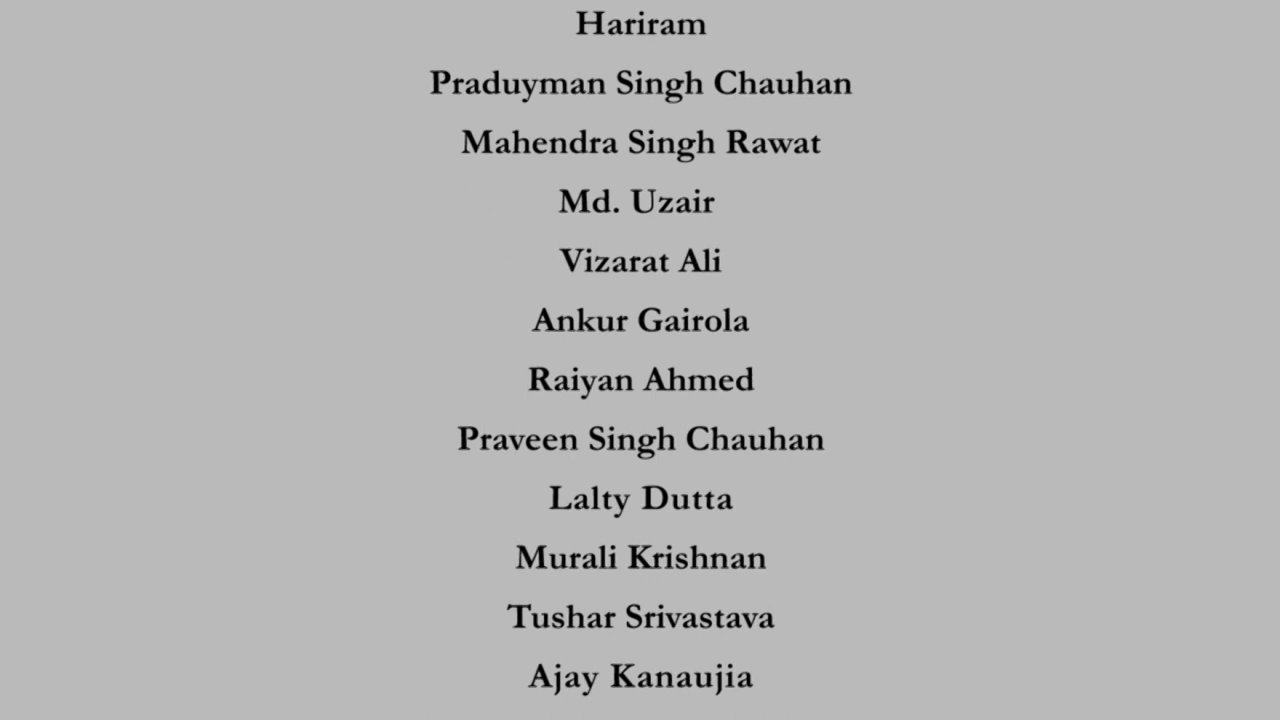 Hariram
Praduyman Singh Chauhan
Mahendra Singh Rawat
Md. Uzair
Vizarat Ali
Ankur Gairola
Raiyan Ahmed
Praveen Singh Chauhan
Lalty Dutta
Murali Krishnan
Tushar Srivastava
Ajay Kanaujia